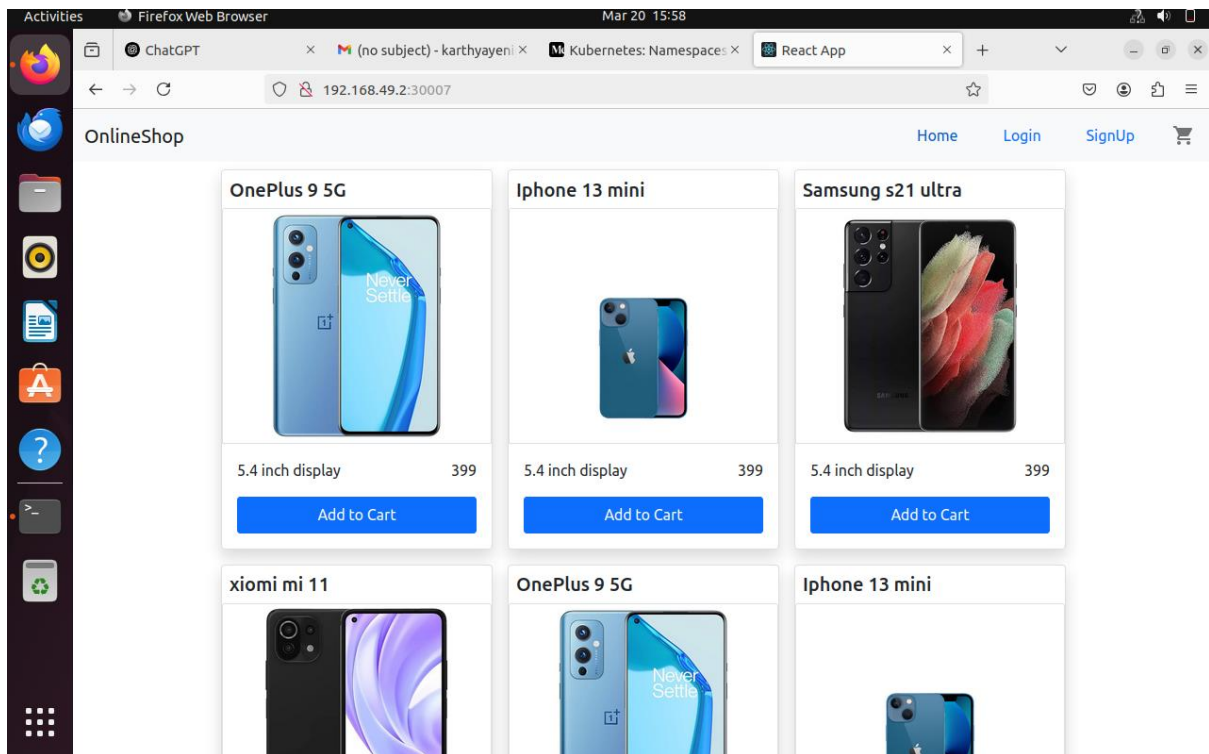 Activities Firefox Web Browser Mar 20 15:58
ChatGPT (no subject) - karthyayeni Kubernetes: Namespaces React App
192.168.49.2:30007
OnlineShop Home Login SignUp
OnePlus 9 5G Iphone 13 mini Samsung s21 ultra
Never
Settle
SAMSUNG
5.4 inch display 399 5.4 inch display 399 5.4 inch display 399
Add to Cart Add to Cart Add to Cart
xiomi mi 11 OnePlus 9 5G Iphone 13 mini
Never
Settle